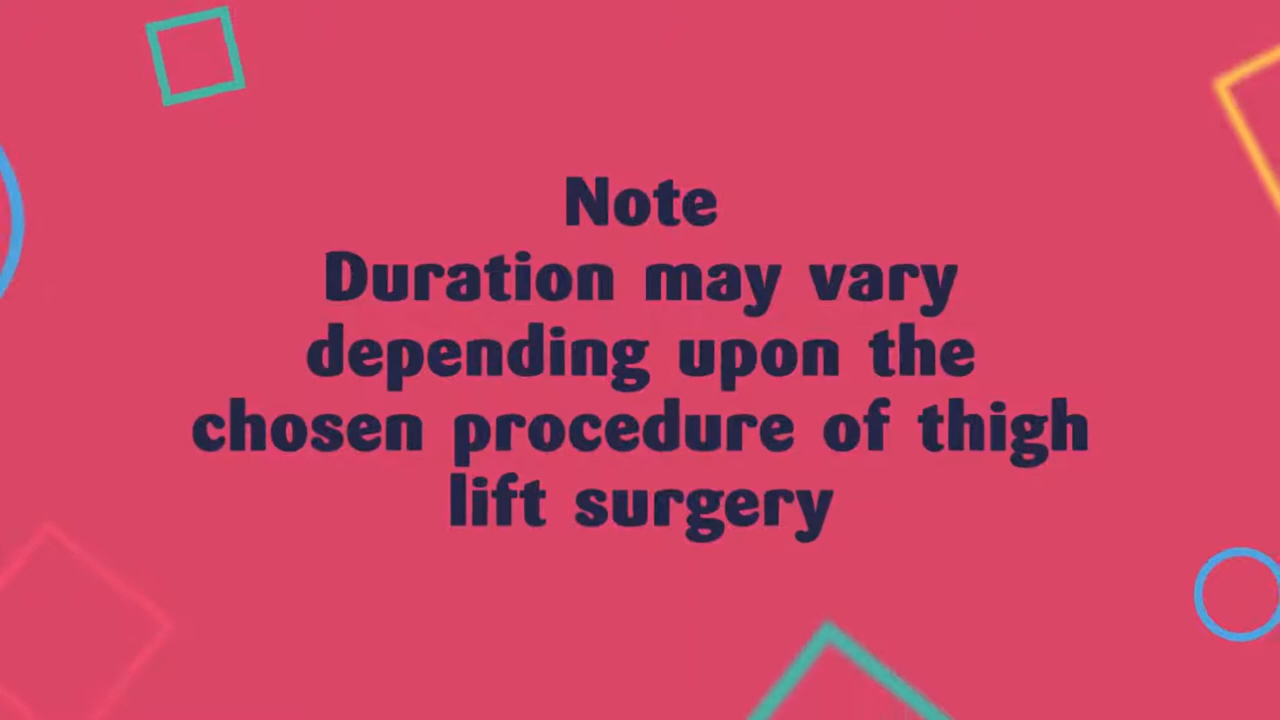 Note
Duration may vary
depending upon the
chosen procedure of thigh
lift surgery